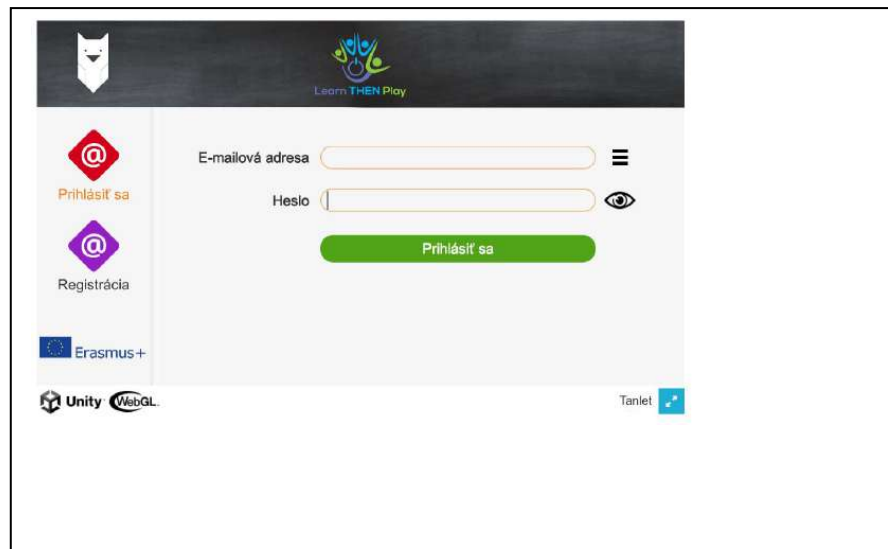 Learn THEN Play
E-mailová adresa
Prihlásiť sa
Heslo
Prihlásiť sa
Registrácia
Erasmus+
Unity WebGL.
Tanlet